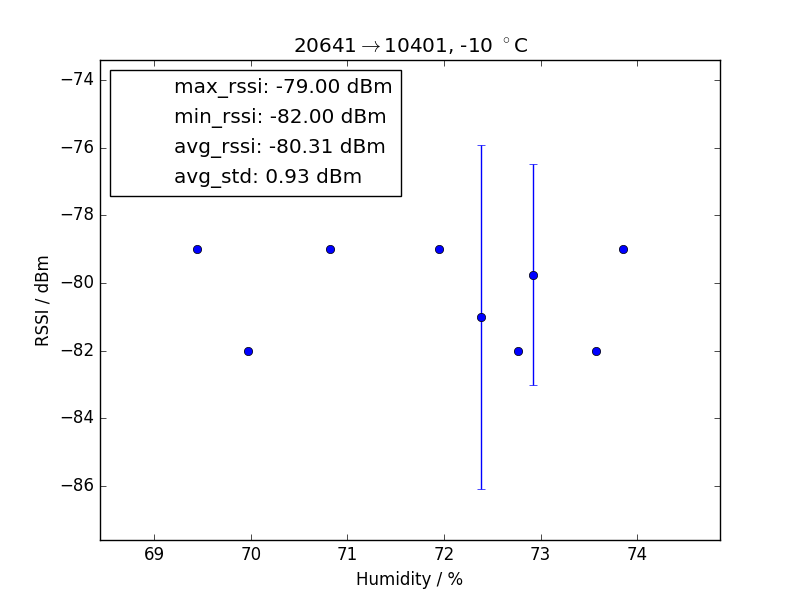 20641→10401, -10 °C
max_rssi: -79.00 dBm
min_rssi: -82.00 dBm
avg_rssi: -80.31 dBm
avg_std: 0.93 dBm
RSSI / dBm
−74
−76
−78
−80
−82
−84
−86
69 70 71 72 73 74
Humidity / %